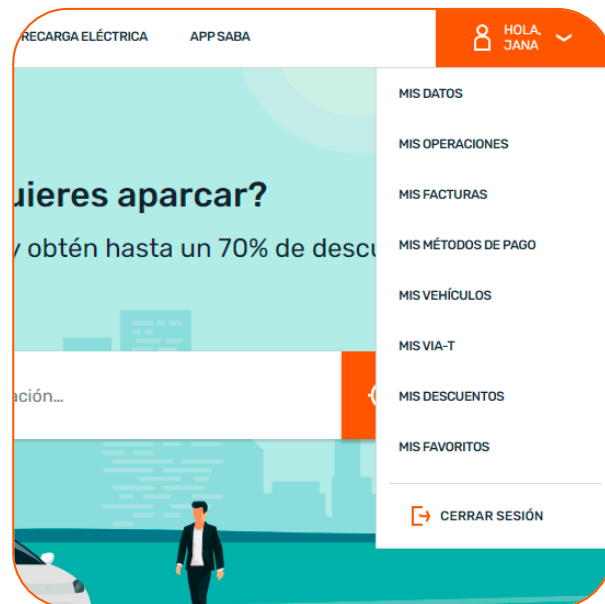 RECARGA ELÉCTRICA
APP SABA
HOLA,
JANA
MIS DATOS
MIS OPERACIONES
MIS FACTURAS
MIS MÉTODOS DE PAGO
MIS VEHÍCULOS
MIS VIA-T
MIS DESCUENTOS
MIS FAVORITOS
CERRAR SESIÓN
uieres aparcar?
y obtén hasta un 70% de descu
ación...